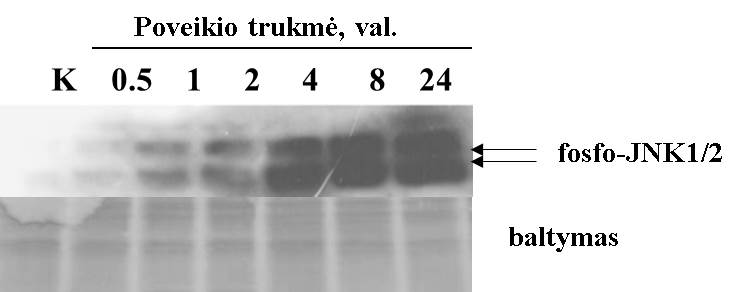 Poveikio trukmė, val.
K 0.5 1 2 4 8 24
fosfo-JNK1/2
baltymas